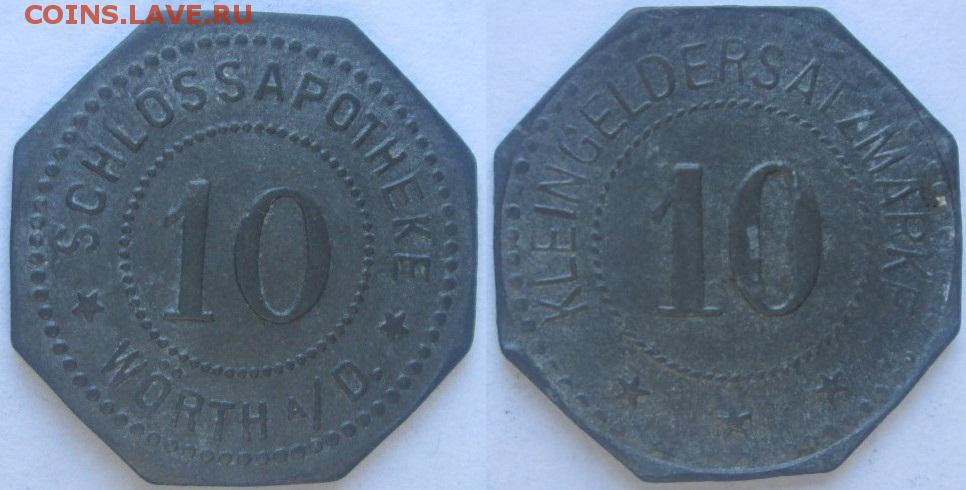 COINS.LAVE.RU
SCHLOSSAPOTHEKE
10
WÖRTH A/D.
KLEINGELDERSATZMARKE
10